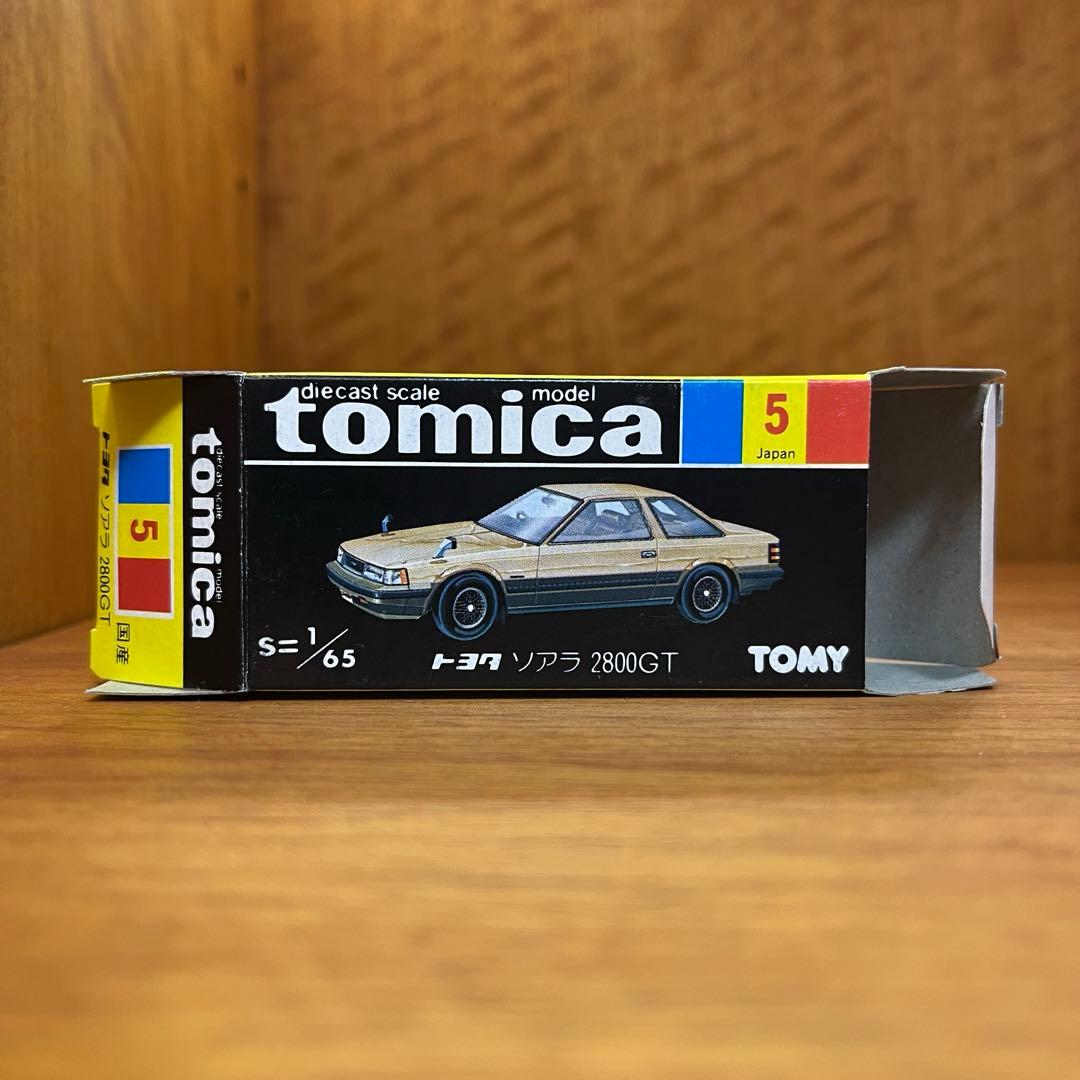 diecast scale model
tomica
5
Japan
S=1/65
トヨタ ソアラ 2800GT
TOMY
トヨタ ソアラ 2800GT
5
国産
diecast scale model
tomica